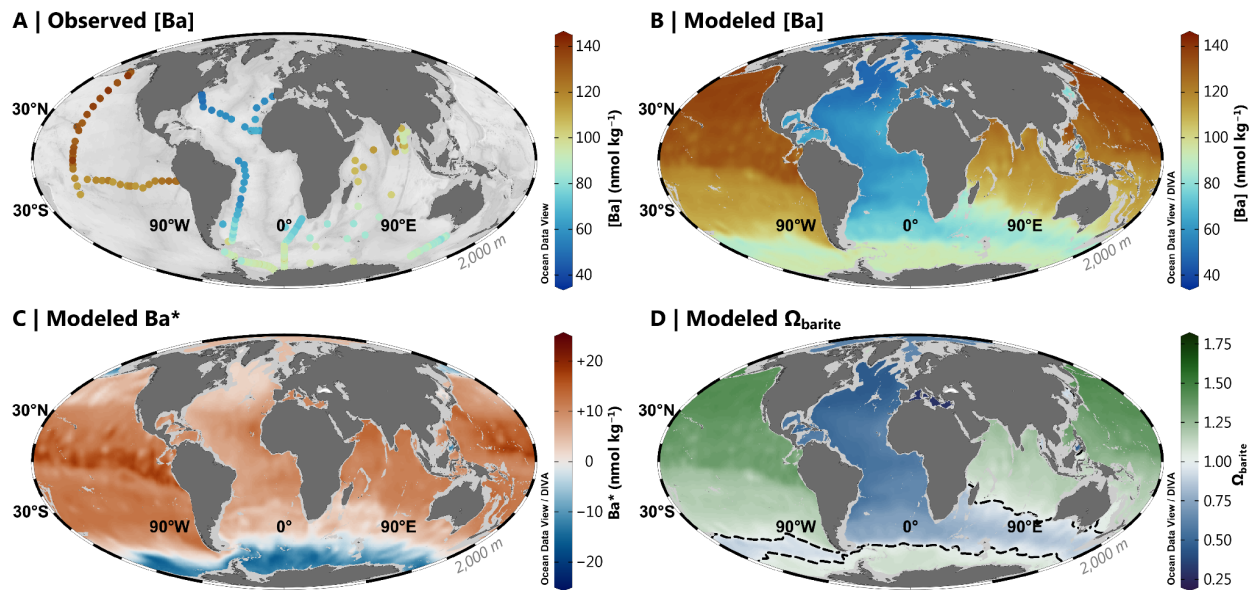 A | Observed [Ba]
30°N
30°S
90°W
0°
90°E
2,000 m
Ocean Data View
140
120
100
80
60
40
[Ba] (nmol kg⁻¹)
B | Modeled [Ba]
30°N
30°S
90°W
0°
90°E
2,000 m
Ocean Data View / DIVA
140
120
100
80
60
40
[Ba] (nmol kg⁻¹)
C | Modeled Ba*
30°N
30°S
90°W
0°
90°E
2,000 m
Ocean Data View / DIVA
+20
+10
0
−10
−20
Ba* (nmol kg⁻¹)
D | Modeled Ωbarite
30°N
30°S
90°W
0°
90°E
2,000 m
Ocean Data View / DIVA
1.75
1.50
1.25
1.00
0.75
0.50
0.25
Ωbarite